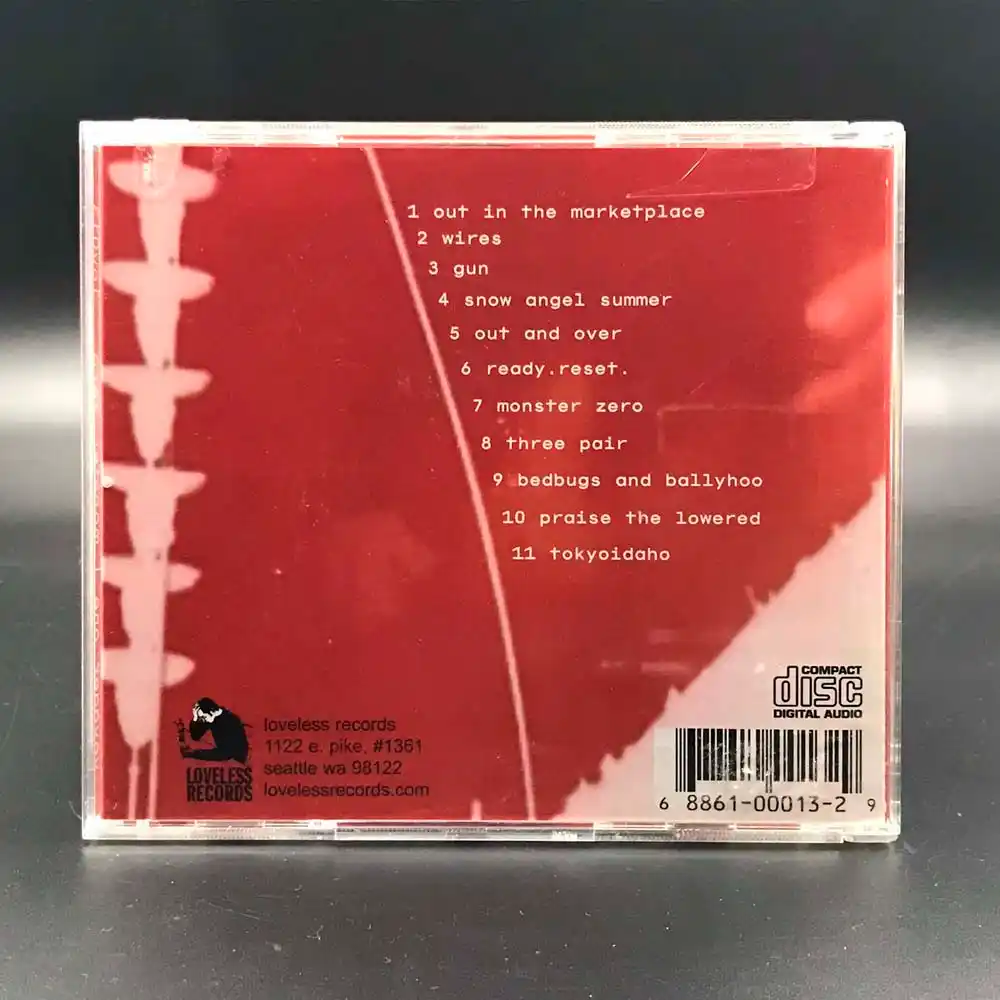 1 out in the marketplace
2 wires
3 gun
4 snow angel summer
5 out and over
6 ready.reset.
7 monster zero
8 three pair
9 bedbugs and ballyhoo
10 praise the lowered
11 tokyoidaho
COMPACT
disc
DIGITAL AUDIO
LOVELESS
RECORDS
loveless records
1122 e. pike, #1361
seattle wa 98122
lovelessrecords.com
6 8861-00013-2 9